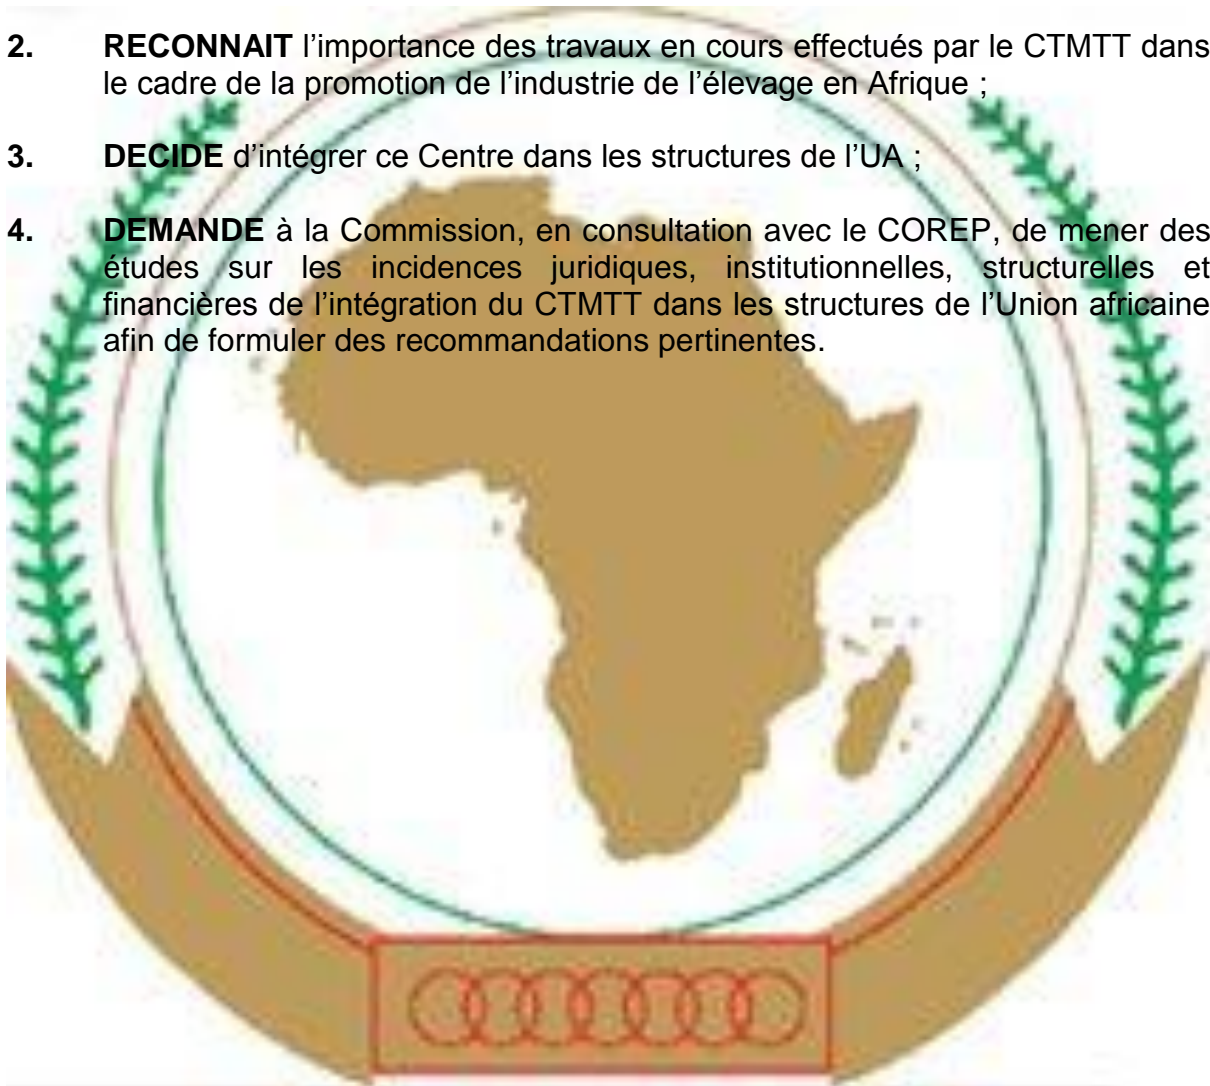 2. RECONNAIT l’importance des travaux en cours effectués par le CTMTT dans
le cadre de la promotion de l’industrie de l’élevage en Afrique ;
3. DECIDE d’intégrer ce Centre dans les structures de l’UA ;
4. DEMANDE à la Commission, en consultation avec le COREP, de mener des
études sur les incidences juridiques, institutionnelles, structurelles et
financières de l’intégration du CTMTT dans les structures de l’Union africaine
afin de formuler des recommandations pertinentes.